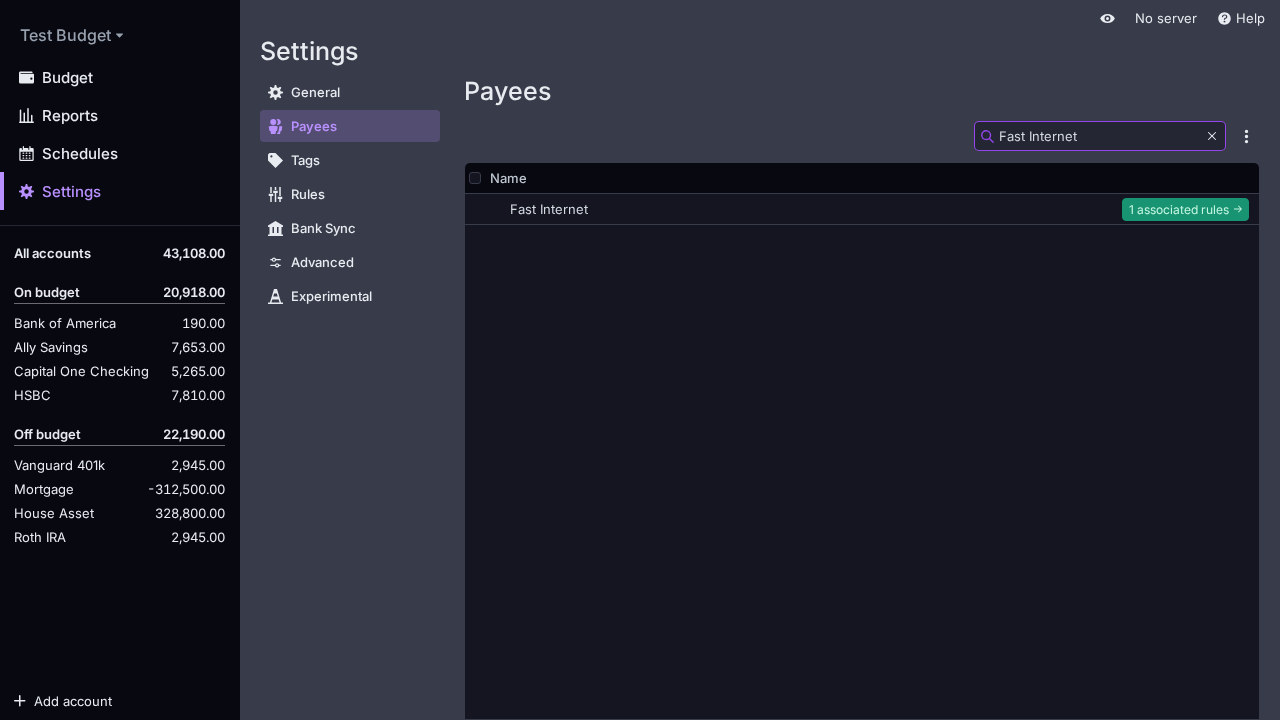 Test Budget
Budget
Reports
Schedules
Settings
All accounts 43,108.00
On budget 20,918.00
Bank of America 190.00
Ally Savings 7,653.00
Capital One Checking 5,265.00
HSBC 7,810.00
Off budget 22,190.00
Vanguard 401k 2,945.00
Mortgage -312,500.00
House Asset 328,800.00
Roth IRA 2,945.00
Add account
No server
Help
Settings
General
Payees
Tags
Rules
Bank Sync
Advanced
Experimental
Payees
Fast Internet
Name
Fast Internet 1 associated rules